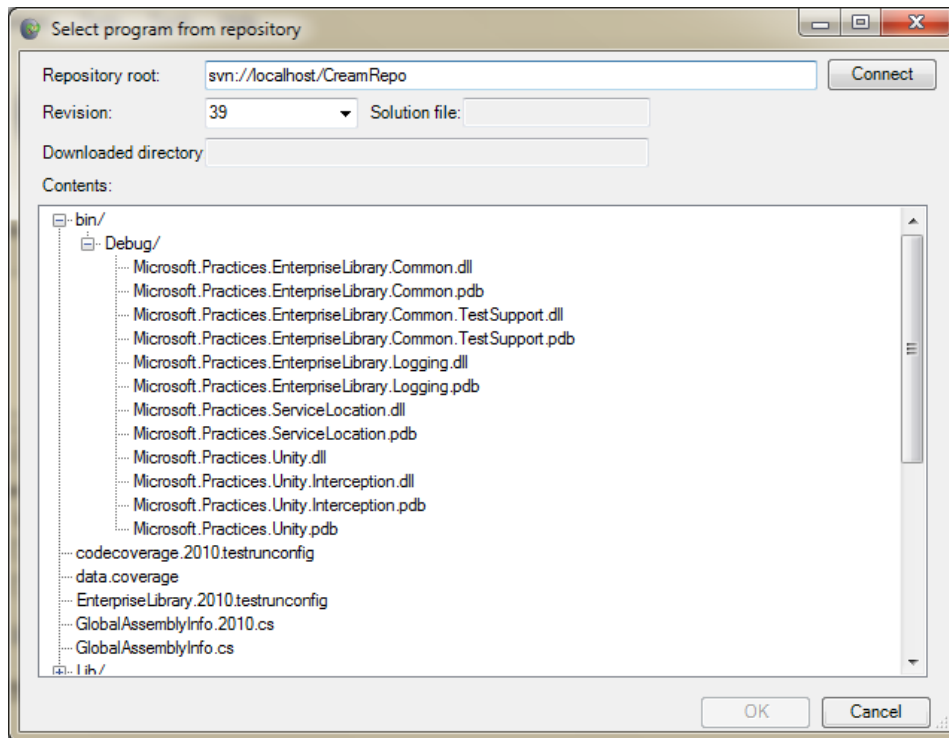 Select program from repository
Repository root: svn://localhost/CreamRepo Connect
Revision: 39 Solution file:
Downloaded directory
Contents:
bin/
Debug/
Microsoft.Practices.EnterpriseLibrary.Common.dll
Microsoft.Practices.EnterpriseLibrary.Common.pdb
Microsoft.Practices.EnterpriseLibrary.Common.TestSupport.dll
Microsoft.Practices.EnterpriseLibrary.Common.TestSupport.pdb
Microsoft.Practices.EnterpriseLibrary.Logging.dll
Microsoft.Practices.EnterpriseLibrary.Logging.pdb
Microsoft.Practices.ServiceLocation.dll
Microsoft.Practices.ServiceLocation.pdb
Microsoft.Practices.Unity.dll
Microsoft.Practices.Unity.Interception.dll
Microsoft.Practices.Unity.Interception.pdb
Microsoft.Practices.Unity.pdb
codecoverage.2010.testrunconfig
data.coverage
EnterpriseLibrary.2010.testrunconfig
GlobalAssemblyInfo.2010.cs
GlobalAssemblyInfo.cs
Lib/
OK Cancel